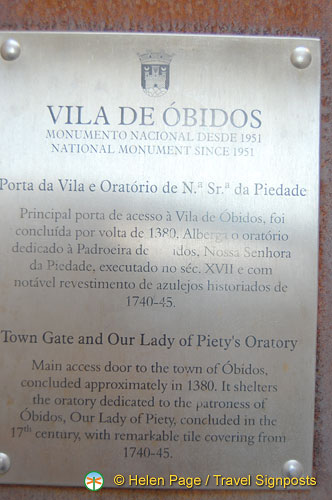 VILA DE ÓBIDOS
MONUMENTO NACIONAL DESDE 1951
NATIONAL MONUMENT SINCE 1951
Porta da Vila e Oratório de N.ª Sr.ª da Piedade
Principal porta de acesso à Vila de Óbidos, foi
concluída por volta de 1380. Alberga o oratório
dedicado à Padroeira de idos, Nossa Senhora
da Piedade, executado no séc. XVII e com
notável revestimento de azulejos historiados de
1740-45.
Town Gate and Our Lady of Piety's Oratory
Main access door to the town of Óbidos,
concluded approximately in 1380. It shelters
the oratory dedicated to the patroness of
Óbidos, Our Lady of Piety, concluded in the
17th century, with remarkable tile covering from
1740-45.
© Helen Page / Travel Signposts